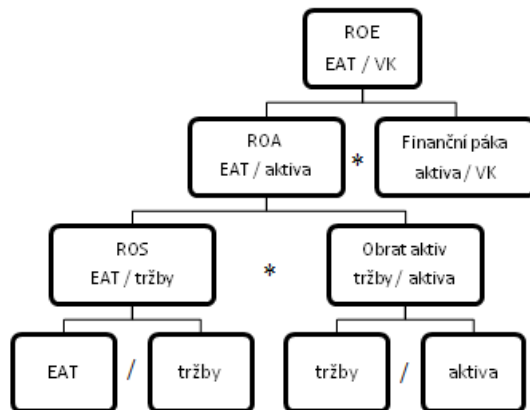 ROE
EAT / VK
ROA
EAT / aktiva
*
Finanční páka
aktiva / VK
ROS
EAT / tržby
*
Obrat aktiv
tržby / aktiva
EAT
/
tržby
tržby
/
aktiva